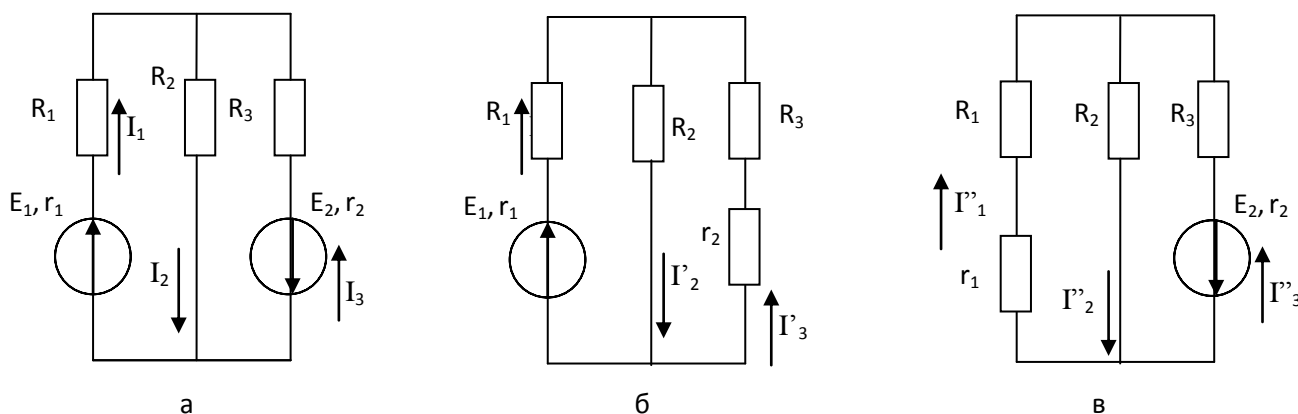 R₁
I₁
R₂
R₃
E₁, r₁
E₂, r₂
I₂
I₃
а
R₁
R₂
R₃
E₁, r₁
r₂
I’₂
I’₃
б
R₁
R₂
R₃
I”₁
E₂, r₂
r₁
I”₂
I”₃
в